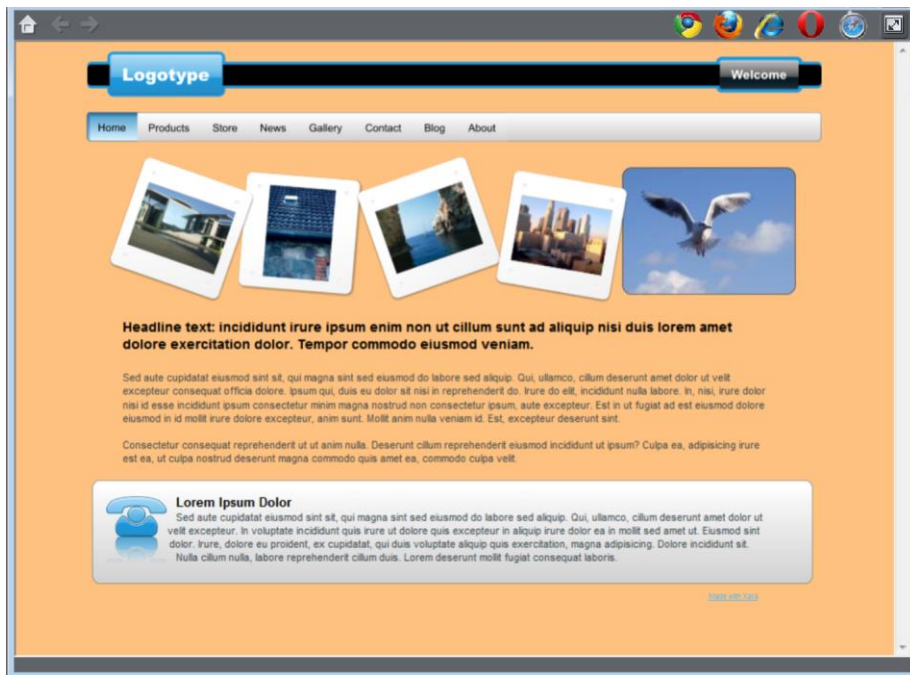 Logotype
Welcome
Home Products Store News Gallery Contact Blog About
Headline text: incididunt irure ipsum enim non ut cillum sunt ad aliquip nisi duis lorem amet
dolore exercitation dolor. Tempor commodo eiusmod veniam.
Sed aute cupidatat eiusmod sint sit, qui magna sint sed eiusmod do labore sed aliquip. Qui, ullamco, cillum deserunt amet dolor ut velit
excepteur consequat officia dolore. Ipsum qui, duis eu dolor sit nisi in reprehenderit do. Irure do elit, incididunt nulla labore. In, nisi, irure dolor
nisi id esse incididunt ipsum consectetur minim magna nostrud non consectetur ipsum, aute excepteur. Est in ut fugiat ad est eiusmod dolore
eiusmod in id mollit irure dolore excepteur, anim sunt. Mollit anim nulla veniam id. Est, excepteur deserunt sint.
Consectetur consequat reprehenderit ut ut anim nulla. Deserunt cillum reprehenderit eiusmod incididunt ut ipsum? Culpa ea, adipisicing irure
est ea, ut culpa nostrud deserunt magna commodo quis amet ea, commodo culpa velit.
Lorem Ipsum Dolor
Sed aute cupidatat eiusmod sint sit, qui magna sint sed eiusmod do labore sed aliquip. Qui, ullamco, cillum deserunt amet dolor ut
velit excepteur. In voluptate incididunt quis irure ut dolore quis excepteur in aliquip irure dolor ea in mollit sed amet ut. Eiusmod sint
dolor. Irure, dolore eu proident, ex cupidatat, qui duis voluptate aliquip quis exercitation, magna adipisicing. Dolore incididunt sit.
Nulla cillum nulla, labore reprehenderit cillum duis. Lorem deserunt mollit fugiat consequat laboris.
Made with Xara